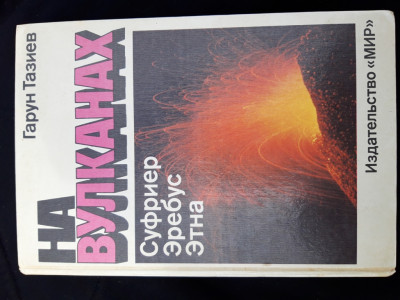 Гарун Тазиев
НА
ВУЛКАНАХ
Суфриер
Эребус
Этна
Издательство «МИР»